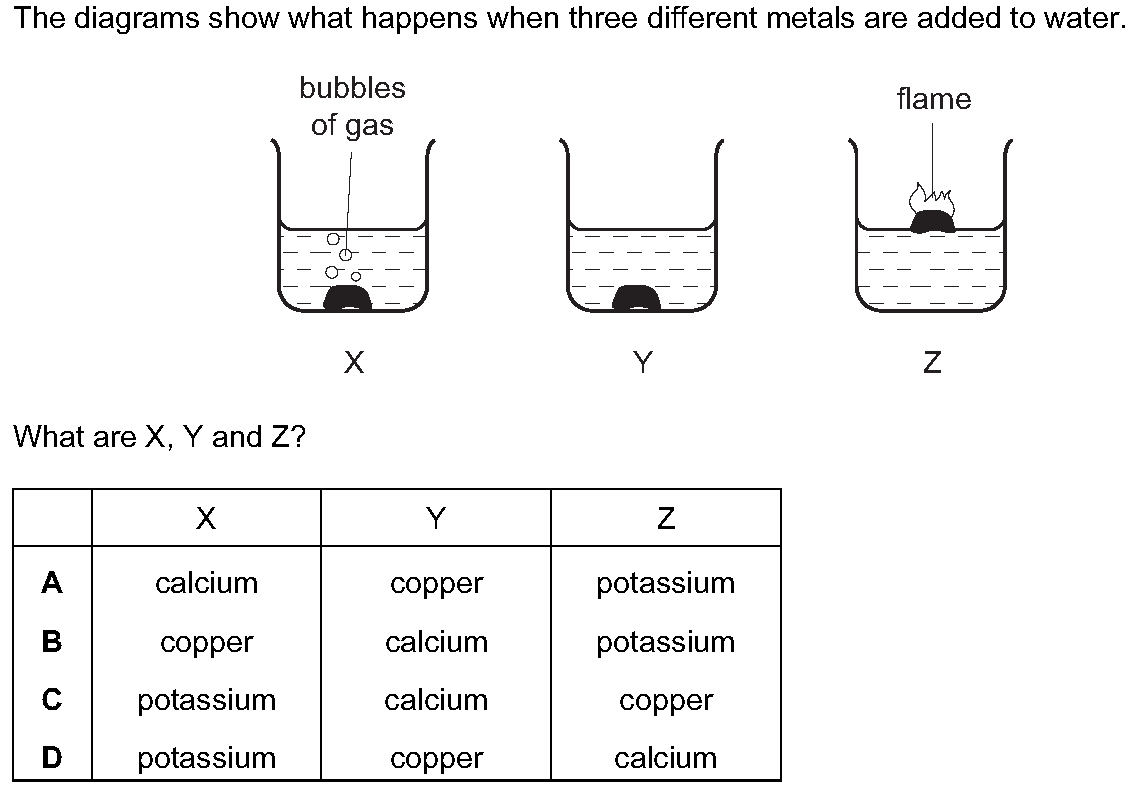 The diagrams show what happens when three different metals are added to water.
bubbles
of gas
flame
X Y Z
What are X, Y and Z?
X Y Z
A calcium copper potassium
B copper calcium potassium
C potassium calcium copper
D potassium copper calcium